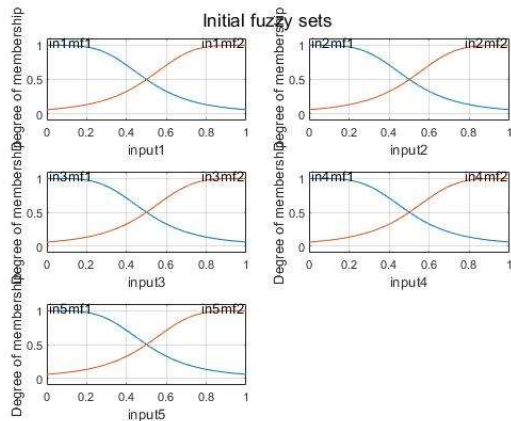 Initial fuzzy sets
Degree of membership
1
0.5
0
in1mf1
in1mf2
0
0.2
0.4
0.6
0.8
1
input1
Degree of membership
1
0.5
0
in2mf1
in2mf2
0
0.2
0.4
0.6
0.8
1
input2
Degree of membership
1
0.5
0
in3mf1
in3mf2
0
0.2
0.4
0.6
0.8
1
input3
Degree of membership
1
0.5
0
in4mf1
in4mf2
0
0.2
0.4
0.6
0.8
1
input4
Degree of membership
1
0.5
0
in5mf1
in5mf2
0
0.2
0.4
0.6
0.8
1
input5